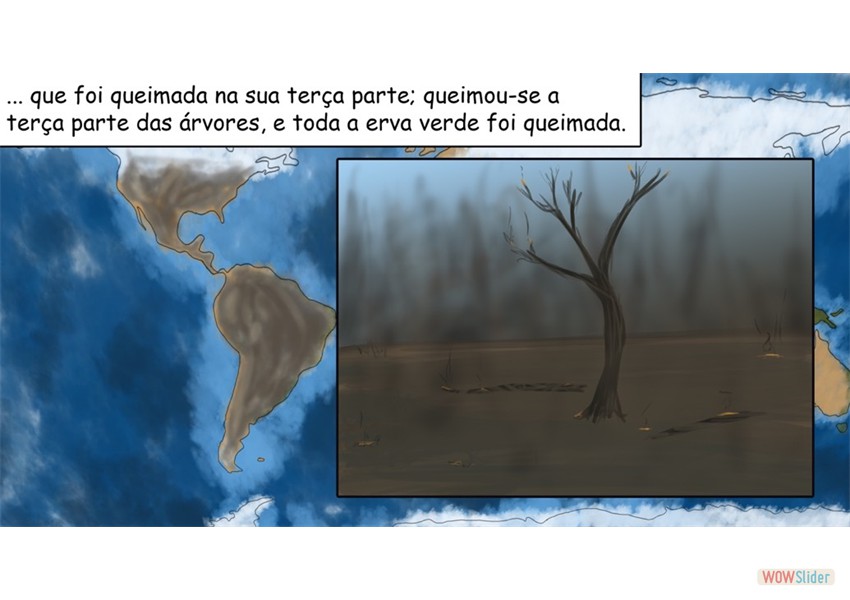 ... que foi queimada na sua terça parte; queimou-se a
terça parte das árvores, e toda a erva verde foi queimada.
WOWSlider